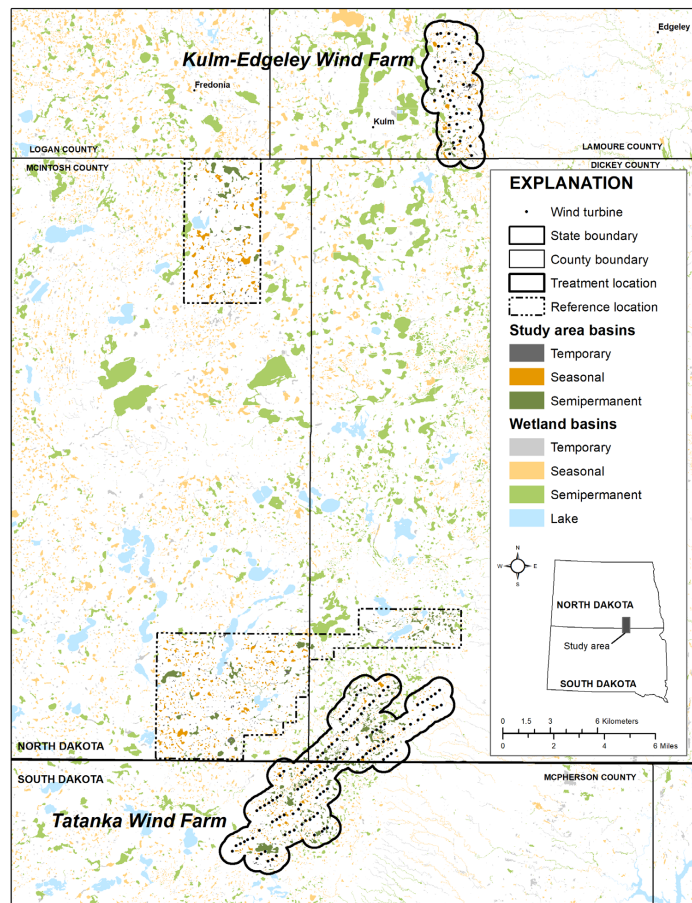 Edgeley
Kulm-Edgeley Wind Farm
Fredonia
Kulm
LOGAN COUNTY
LAMOURE COUNTY
MCINTOSH COUNTY
DICKEY COUNTY
EXPLANATION
Wind turbine
State boundary
County boundary
Treatment location
Reference location
Study area basins
Temporary
Seasonal
Semipermanent
Wetland basins
Temporary
Seasonal
Semipermanent
Lake
N
W E
S
NORTH DAKOTA
Study area
SOUTH DAKOTA
0 1.5 3 6 Kilometers
0 2 4 6 Miles
NORTH DAKOTA
SOUTH DAKOTA
MCPHERSON COUNTY
Tatanka Wind Farm